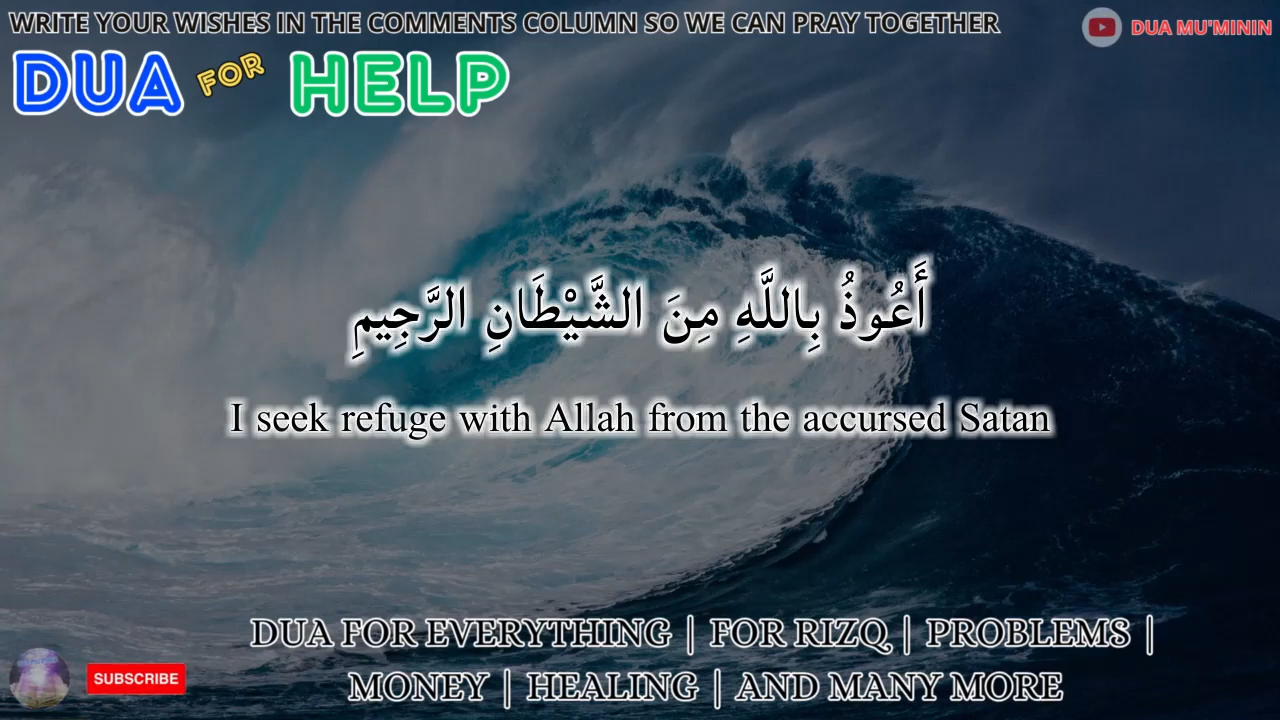 WRITE YOUR WISHES IN THE COMMENTS COLUMN SO WE CAN PRAY TOGETHER
DUA MU'MININ
DUA FOR HELP
أَعُوذُ بِاللَّهِ مِنَ الشَّيْطَانِ الرَّجِيمِ
I seek refuge with Allah from the accursed Satan
DUA FOR EVERYTHING | FOR RIZQ | PROBLEMS |
MONEY | HEALING | AND MANY MORE
SUBSCRIBE